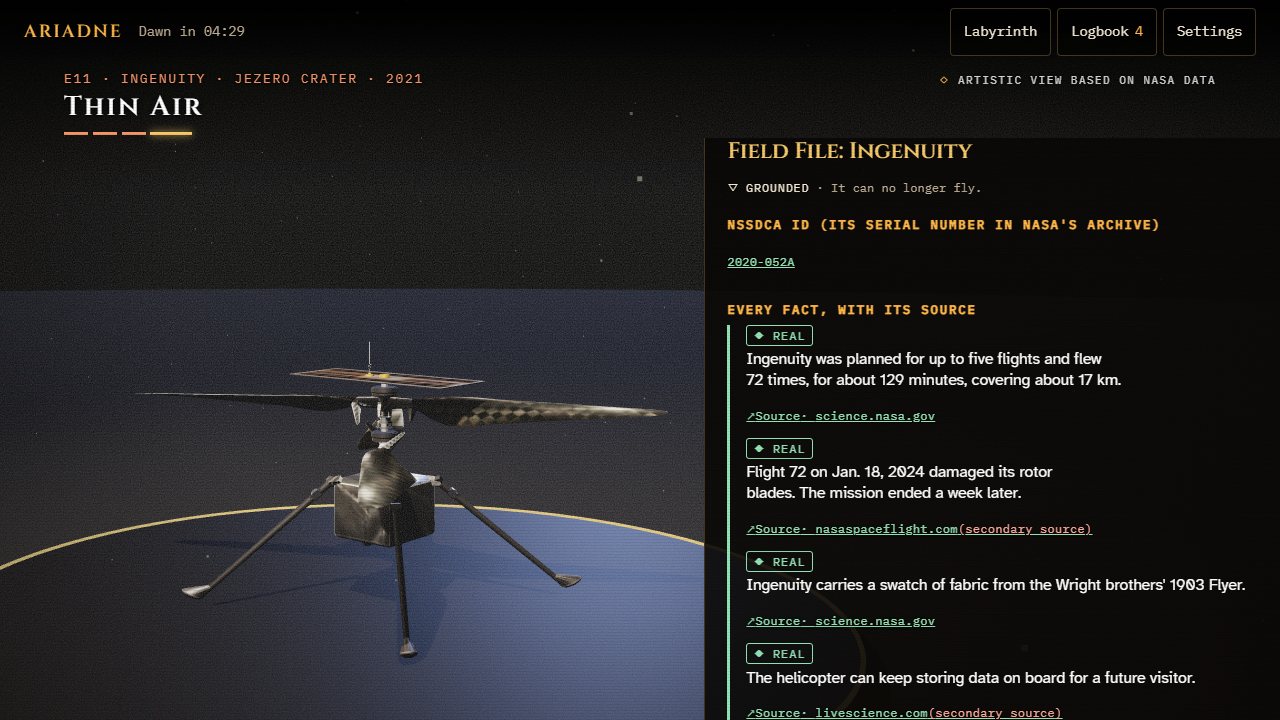 ARIADNE Dawn in 04:29
Labyrinth Logbook 4 Settings
E11 · INGENUITY · JEZERO CRATER · 2021
Thin Air
◇ ARTISTIC VIEW BASED ON NASA DATA
Field File: Ingenuity
▽ GROUNDED · It can no longer fly.
NSSDCA ID (ITS SERIAL NUMBER IN NASA'S ARCHIVE)
2020-052A
EVERY FACT, WITH ITS SOURCE
◆ REAL
Ingenuity was planned for up to five flights and flew
72 times, for about 129 minutes, covering about 17 km.
↗Source· science.nasa.gov
◆ REAL
Flight 72 on Jan. 18, 2024 damaged its rotor
blades. The mission ended a week later.
↗Source· nasaspaceflight.com(secondary source)
◆ REAL
Ingenuity carries a swatch of fabric from the Wright brothers' 1903 Flyer.
↗Source· science.nasa.gov
◆ REAL
The helicopter can keep storing data on board for a future visitor.
↗Source· livescience.com(secondary source)